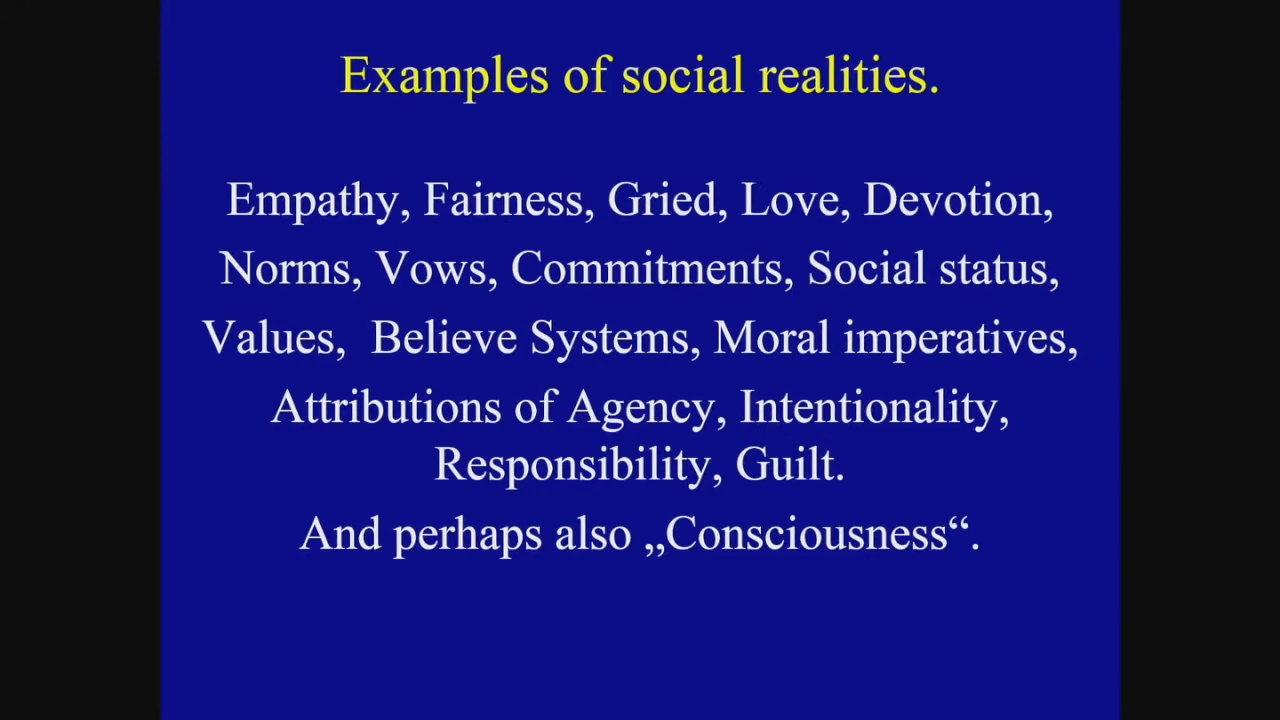 Examples of social realities.
Empathy, Fairness, Gried, Love, Devotion,
Norms, Vows, Commitments, Social status,
Values,  Believe Systems, Moral imperatives,
Attributions of Agency, Intentionality,
Responsibility, Guilt.
And perhaps also „Consciousness“.